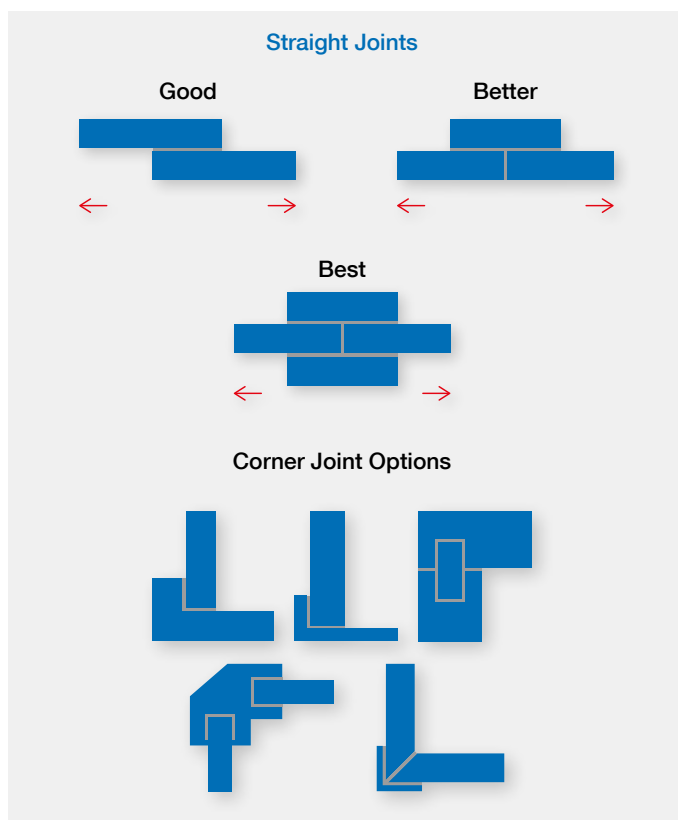 Straight Joints
Good
Better
Best
Corner Joint Options